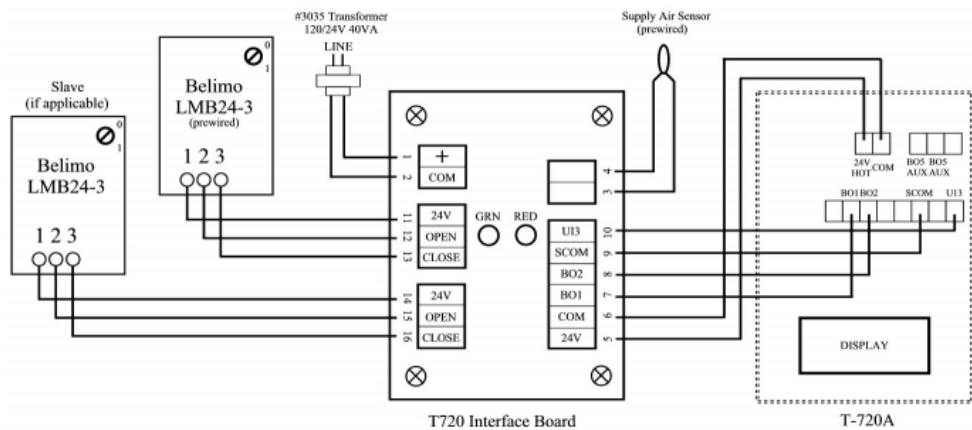 #3035 Transformer
120/24V 40VA
LINE
Supply Air Sensor
(prewired)
Slave
(if applicable)
Belimo
LMB24-3
(prewired)
0
1
1 2 3
Belimo
LMB24-3
0
1
1 2 3
1
2
+
COM
4
3
11
12
13
24V
OPEN
CLOSE
GRN
RED
14
15
16
24V
OPEN
CLOSE
UI3
SCOM
BO2
BO1
COM
24V
10
9
8
7
6
5
24V
HOT
COM
BO5
AUX
BO5
AUX
BO1
BO2
SCOM
U13
DISPLAY
T720 Interface Board
T-720A